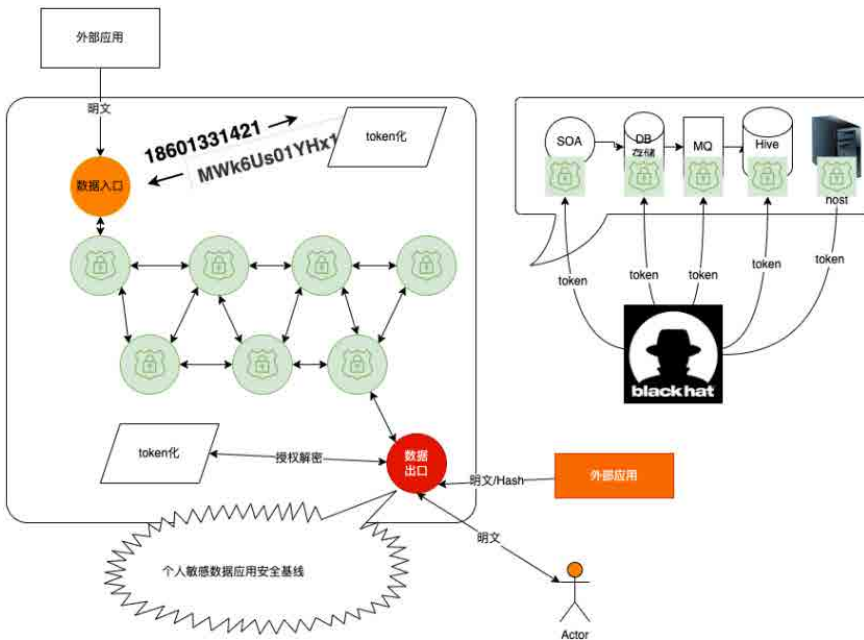 外部应用
明文
18601331421
MWk6Us01YHx1
token化
数据入口
SOA
DB
存储
MQ
Hive
host
token
token
token
token
token
black hat
token化
授权解密
数据
出口
明文/Hash
外部应用
明文
个人敏感数据应用安全基线
Actor